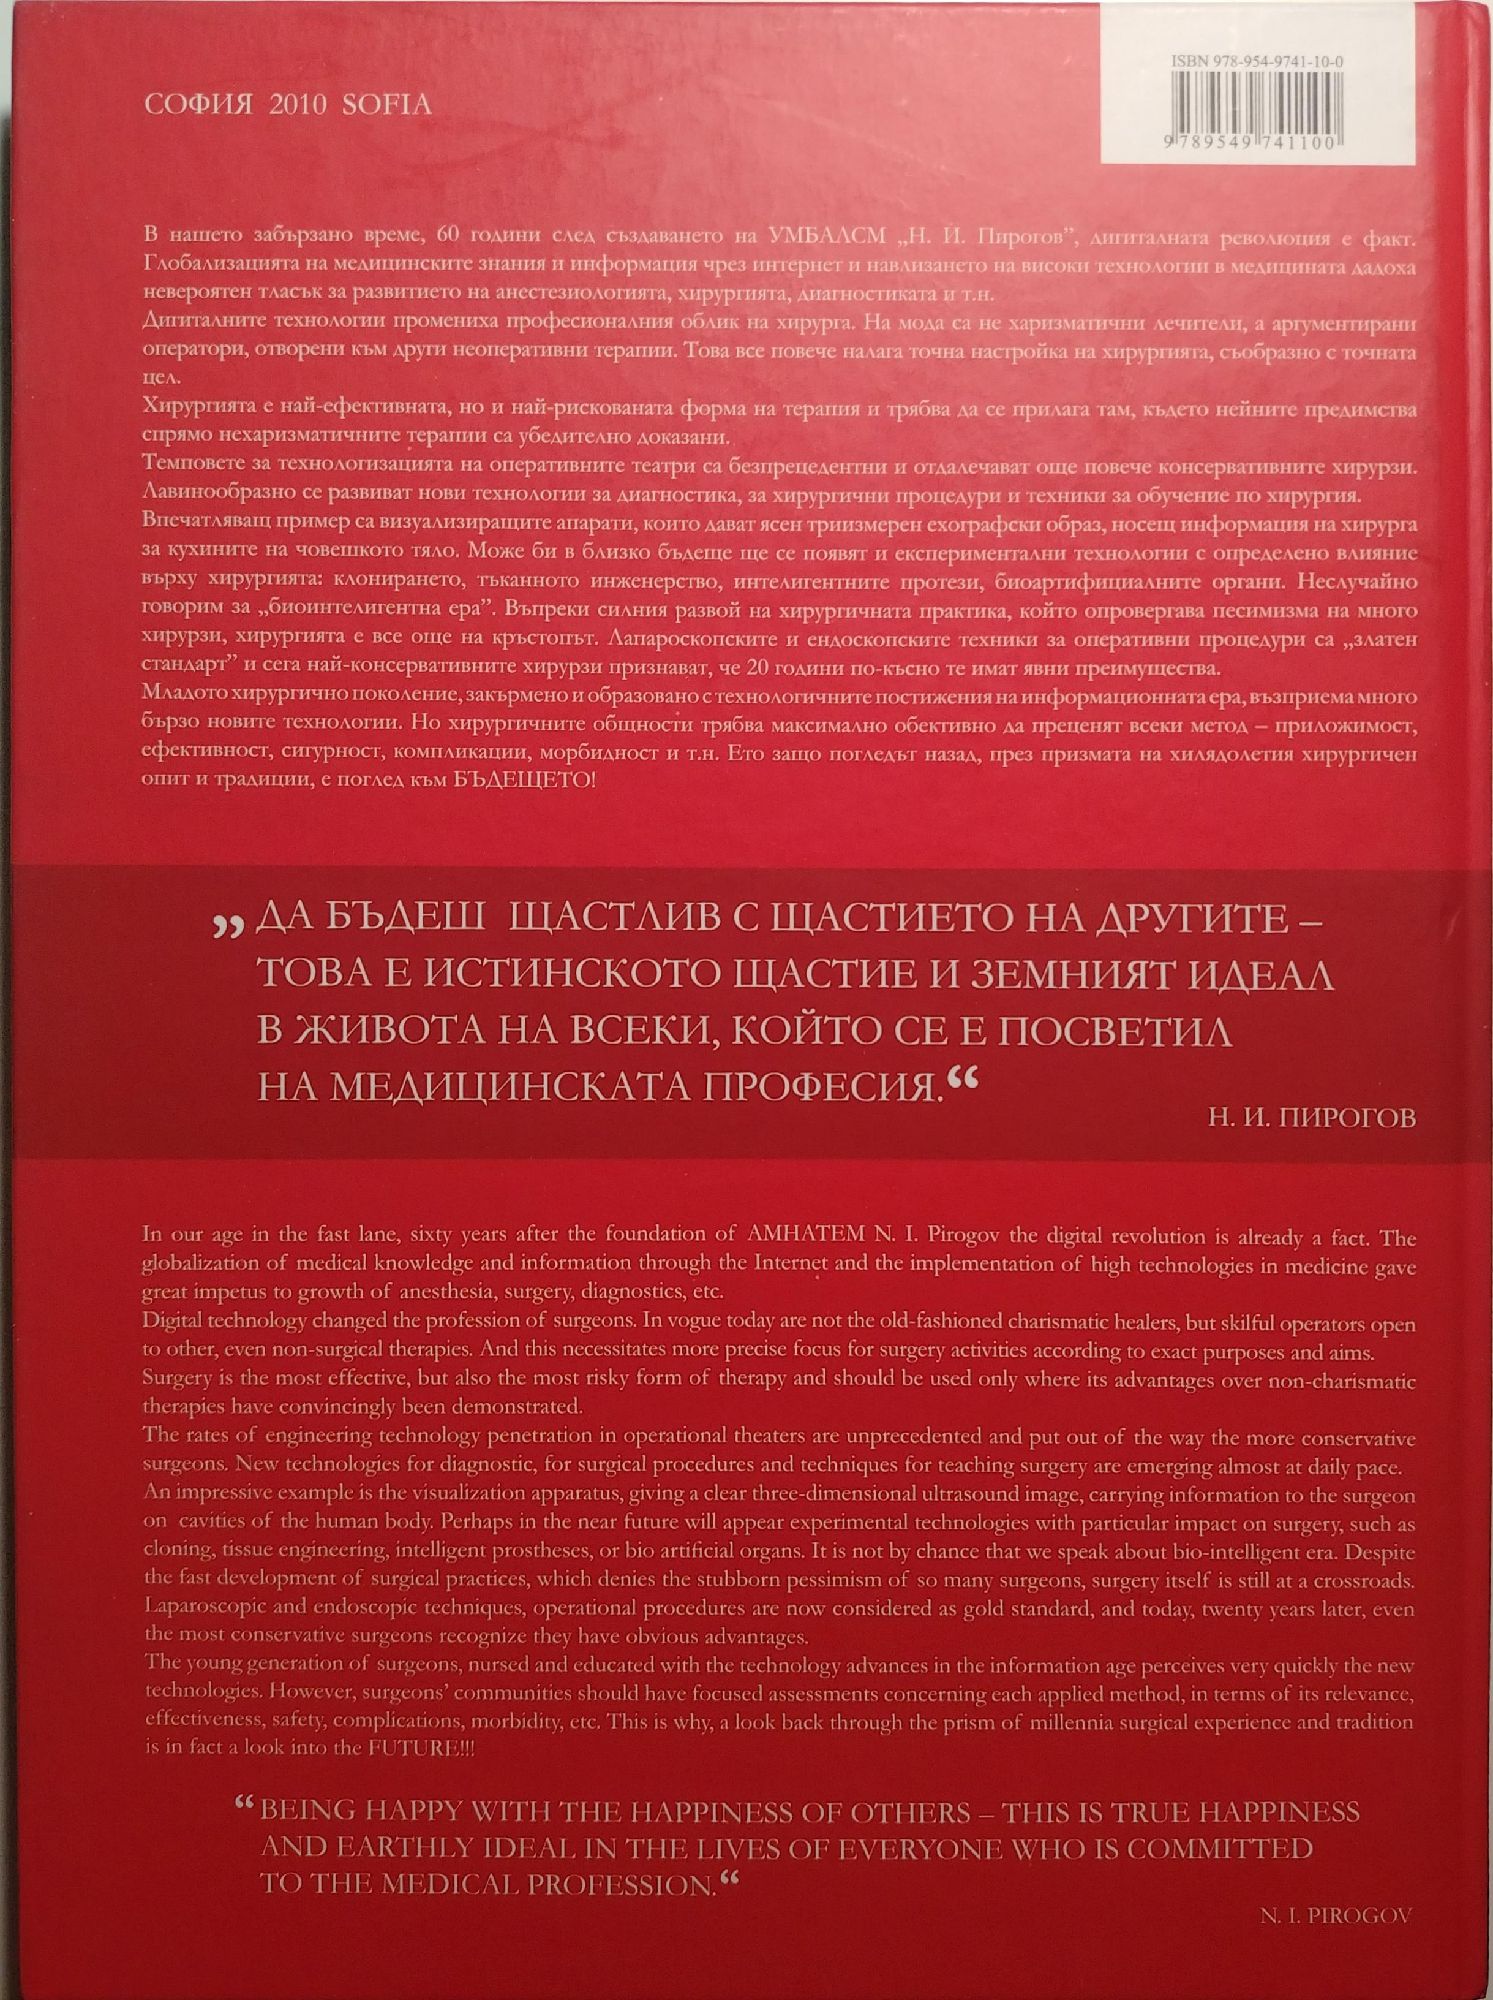 СОФИЯ 2010 SOFIA
ISBN 978-954-9741-10-0
9 789549 741100
В нашето забързано време, 60 години след създаването на УМБАЛСМ „Н. И. Пирогов”, дигиталната революция е факт.
Глобализацията на медицинските знания и информация чрез интернет и навлизането на високи технологии в медицината дадоха
невероятен тласък за развитието на анестезиологията, хирургията, диагностиката и т.н.
Дигиталните технологии промениха професионалния облик на хирурга. На мода са не харизматични лечители, а аргументирани
оператори, отворени към други неоперативни терапии. Това все повече налага точна настройка на хирургията, съобразно с точната
цел.
Хирургията е най-ефективната, но и най-рискованата форма на терапия и трябва да се прилага там, където нейните предимства
спрямо нехаризматичните терапии са убедително доказани.
Темповете за технологизацията на оперативните театри са безпрецедентни и отдалечават още повече консервативните хирурзи.
Лавинообразно се развиват нови технологии за диагностика, за хирургични процедури и техники за обучение по хирургия.
Впечатляващ пример са визуализиращите апарати, които дават ясен триизмерен ехографски образ, носещ информация на хирурга
за кухините на човешкото тяло. Може би в близко бъдеще ще се появят и експериментални технологии с определено влияние
върху хирургията: клонирането, тъканното инженерство, интелигентните протези, биоартифициалните органи. Неслучайно
говорим за „биоинтелигентна ера”. Въпреки силния развой на хирургичната практика, който опровергава песимизма на много
хирурзи, хирургията е все още на кръстопът. Лапароскопските и ендоскопските техники за оперативни процедури са „златен
стандарт” и сега най-консервативните хирурзи признават, че 20 години по-късно те имат явни преимущества.
Младото хирургично поколение, закърмено и образовано с технологичните постижения на информационната ера, възприема много
бързо новите технологии. Но хирургичните общности трябва максимално обективно да преценят всеки метод – приложимост,
ефективност, сигурност, компликации, морбидност и т.н. Ето защо погледът назад, през призмата на хилядолетия хирургичен
опит и традиции, е поглед към БЪДЕЩЕТО!
„ДА БЪДЕШ ЩАСТЛИВ С ЩАСТИЕТО НА ДРУГИТЕ –
ТОВА Е ИСТИНСКОТО ЩАСТИЕ И ЗЕМНИЯТ ИДЕАЛ
В ЖИВОТА НА ВСЕКИ, КОЙТО СЕ Е ПОСВЕТИЛ
НА МЕДИЦИНСКАТА ПРОФЕСИЯ.“
Н. И. ПИРОГОВ
In our age in the fast lane, sixty years after the foundation of AMHATEM N. I. Pirogov the digital revolution is already a fact. The
globalization of medical knowledge and information through the Internet and the implementation of high technologies in medicine gave
great impetus to growth of anesthesia, surgery, diagnostics, etc.
Digital technology changed the profession of surgeons. In vogue today are not the old-fashioned charismatic healers, but skilful operators open
to other, even non-surgical therapies. And this necessitates more precise focus for surgery activities according to exact purposes and aims.
Surgery is the most effective, but also the most risky form of therapy and should be used only where its advantages over non-charismatic
therapies have convincingly been demonstrated.
The rates of engineering technology penetration in operational theaters are unprecedented and put out of the way the more conservative
surgeons. New technologies for diagnostic, for surgical procedures and techniques for teaching surgery are emerging almost at daily pace.
An impressive example is the visualization apparatus, giving a clear three-dimensional ultrasound image, carrying information to the surgeon
on cavities of the human body. Perhaps in the near future will appear experimental technologies with particular impact on surgery, such as
cloning, tissue engineering, intelligent prostheses, or bio artificial organs. It is not by chance that we speak about bio-intelligent era. Despite
the fast development of surgical practices, which denies the stubborn pessimism of so many surgeons, surgery itself is still at a crossroads.
Laparoscopic and endoscopic techniques, operational procedures are now considered as gold standard, and today, twenty years later, even
the most conservative surgeons recognize they have obvious advantages.
The young generation of surgeons, nursed and educated with the technology advances in the information age perceives very quickly the new
technologies. However, surgeons’ communities should have focused assessments concerning each applied method, in terms of its relevance,
effectiveness, safety, complications, morbidity, etc. This is why, a look back through the prism of millennia surgical experience and tradition
is in fact a look into the FUTURE!!!
“BEING HAPPY WITH THE HAPPINESS OF OTHERS – THIS IS TRUE HAPPINESS
AND EARTHLY IDEAL IN THE LIVES OF EVERYONE WHO IS COMMITTED
TO THE MEDICAL PROFESSION.“
N. I. PIROGOV